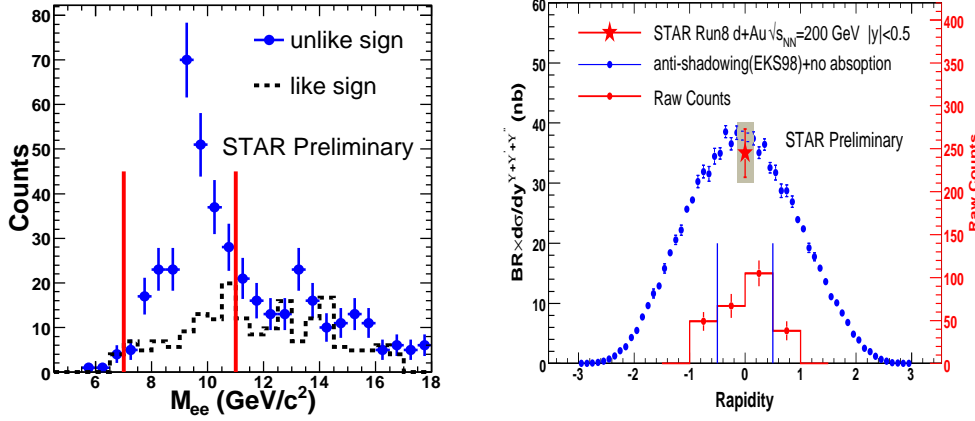 Counts
80
70
60
50
40
30
20
10
0
unlike sign
like sign
STAR Preliminary
6 8 10 12 14 16 18
M_ee (GeV/c²)
BR×dσ/dy^Υ+Υ'+Υ'' (nb)
60
50
40
30
20
10
0
STAR Run8 d+Au √s_NN=200 GeV |y|<0.5
anti-shadowing(EKS98)+no absoption
Raw Counts
STAR Preliminary
-3 -2 -1 0 1 2 3
Rapidity
400
350
300
250
200
150
100
50
0
Raw Counts